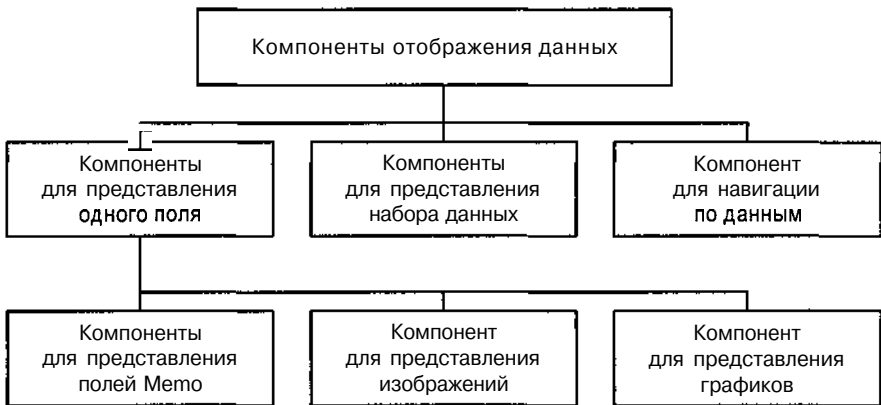 Компоненты отображения данных
Компоненты
для представления
одного поля
Компоненты
для представления
набора данных
Компонент
для навигации
по данным
Компоненты
для представления
полей Memo
Компонент
для представления
изображений
Компонент
для представления
графиков